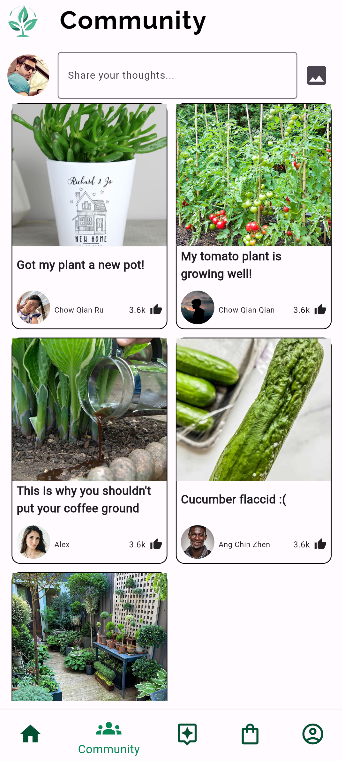 Community
Share your thoughts...
Richard & Jo
NEW HOME
Got my plant a new pot!
Chow Qian Ru 3.6k
My tomato plant is
growing well!
Chow Qian Qian 3.6k
This is why you shouldn't
put your coffee ground
Alex 3.6k
Cucumber flaccid :(
Ang Chin Zhen 3.6k
Community